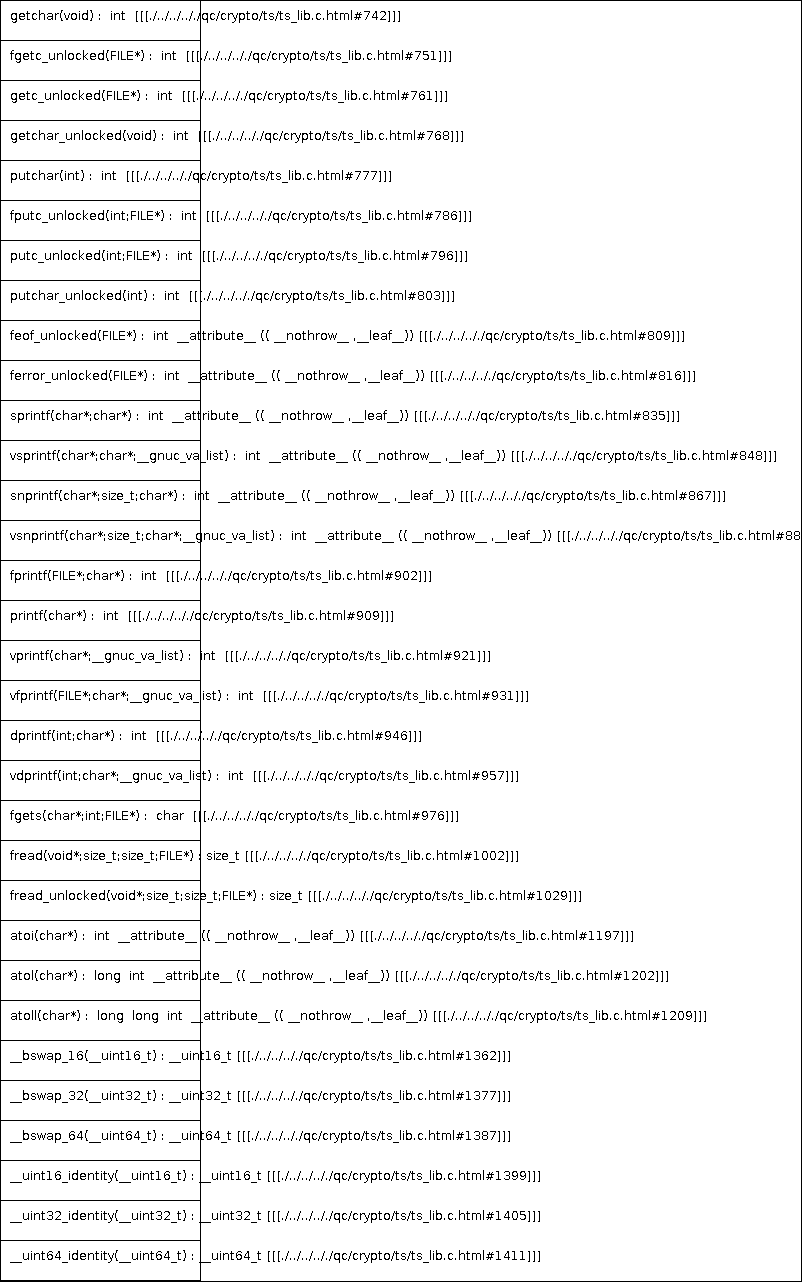 getchar(void) : int [[[./../../../qc/crypto/ts/ts_lib.c.html#742]]]
fgetc_unlocked(FILE*) : int [[[./../../../qc/crypto/ts/ts_lib.c.html#751]]]
getc_unlocked(FILE*) : int [[[./../../../qc/crypto/ts/ts_lib.c.html#761]]]
getchar_unlocked(void) : int [[[./../../../qc/crypto/ts/ts_lib.c.html#768]]]
putchar(int) : int [[[./../../../qc/crypto/ts/ts_lib.c.html#777]]]
fputc_unlocked(int;FILE*) : int [[[./../../../qc/crypto/ts/ts_lib.c.html#786]]]
putc_unlocked(int;FILE*) : int [[[./../../../qc/crypto/ts/ts_lib.c.html#796]]]
putchar_unlocked(int) : int [[[./../../../qc/crypto/ts/ts_lib.c.html#803]]]
feof_unlocked(FILE*) : int __attribute__ (( __nothrow__ ,__leaf__)) [[[./../../../qc/crypto/ts/ts_lib.c.html#809]]]
ferror_unlocked(FILE*) : int __attribute__ (( __nothrow__ ,__leaf__)) [[[./../../../qc/crypto/ts/ts_lib.c.html#816]]]
sprintf(char*;char*) : int __attribute__ (( __nothrow__ ,__leaf__)) [[[./../../../qc/crypto/ts/ts_lib.c.html#835]]]
vsprintf(char*;char*;__gnuc_va_list) : int __attribute__ (( __nothrow__ ,__leaf__)) [[[./../../../qc/crypto/ts/ts_lib.c.html#848]]]
snprintf(char*;size_t;char*) : int __attribute__ (( __nothrow__ ,__leaf__)) [[[./../../../qc/crypto/ts/ts_lib.c.html#867]]]
vsnprintf(char*;size_t;char*;__gnuc_va_list) : int __attribute__ (( __nothrow__ ,__leaf__)) [[[./../../../qc/crypto/ts/ts_lib.c.html#88
fprintf(FILE*;char*) : int [[[./../../../qc/crypto/ts/ts_lib.c.html#902]]]
printf(char*) : int [[[./../../../qc/crypto/ts/ts_lib.c.html#909]]]
vprintf(char*;__gnuc_va_list) : int [[[./../../../qc/crypto/ts/ts_lib.c.html#921]]]
vfprintf(FILE*;char*;__gnuc_va_list) : int [[[./../../../qc/crypto/ts/ts_lib.c.html#931]]]
dprintf(int;char*) : int [[[./../../../qc/crypto/ts/ts_lib.c.html#946]]]
vdprintf(int;char*;__gnuc_va_list) : int [[[./../../../qc/crypto/ts/ts_lib.c.html#957]]]
fgets(char*;int;FILE*) : char [[[./../../../qc/crypto/ts/ts_lib.c.html#976]]]
fread(void*;size_t;size_t;FILE*) : size_t [[[./../../../qc/crypto/ts/ts_lib.c.html#1002]]]
fread_unlocked(void*;size_t;size_t;FILE*) : size_t [[[./../../../qc/crypto/ts/ts_lib.c.html#1029]]]
atoi(char*) : int __attribute__ (( __nothrow__ ,__leaf__)) [[[./../../../qc/crypto/ts/ts_lib.c.html#1197]]]
atol(char*) : long int __attribute__ (( __nothrow__ ,__leaf__)) [[[./../../../qc/crypto/ts/ts_lib.c.html#1202]]]
atoll(char*) : long long int __attribute__ (( __nothrow__ ,__leaf__)) [[[./../../../qc/crypto/ts/ts_lib.c.html#1209]]]
__bswap_16(__uint16_t) : __uint16_t [[[./../../../qc/crypto/ts/ts_lib.c.html#1362]]]
__bswap_32(__uint32_t) : __uint32_t [[[./../../../qc/crypto/ts/ts_lib.c.html#1377]]]
__bswap_64(__uint64_t) : __uint64_t [[[./../../../qc/crypto/ts/ts_lib.c.html#1387]]]
__uint16_identity(__uint16_t) : __uint16_t [[[./../../../qc/crypto/ts/ts_lib.c.html#1399]]]
__uint32_identity(__uint32_t) : __uint32_t [[[./../../../qc/crypto/ts/ts_lib.c.html#1405]]]
__uint64_identity(__uint64_t) : __uint64_t [[[./../../../qc/crypto/ts/ts_lib.c.html#1411]]]